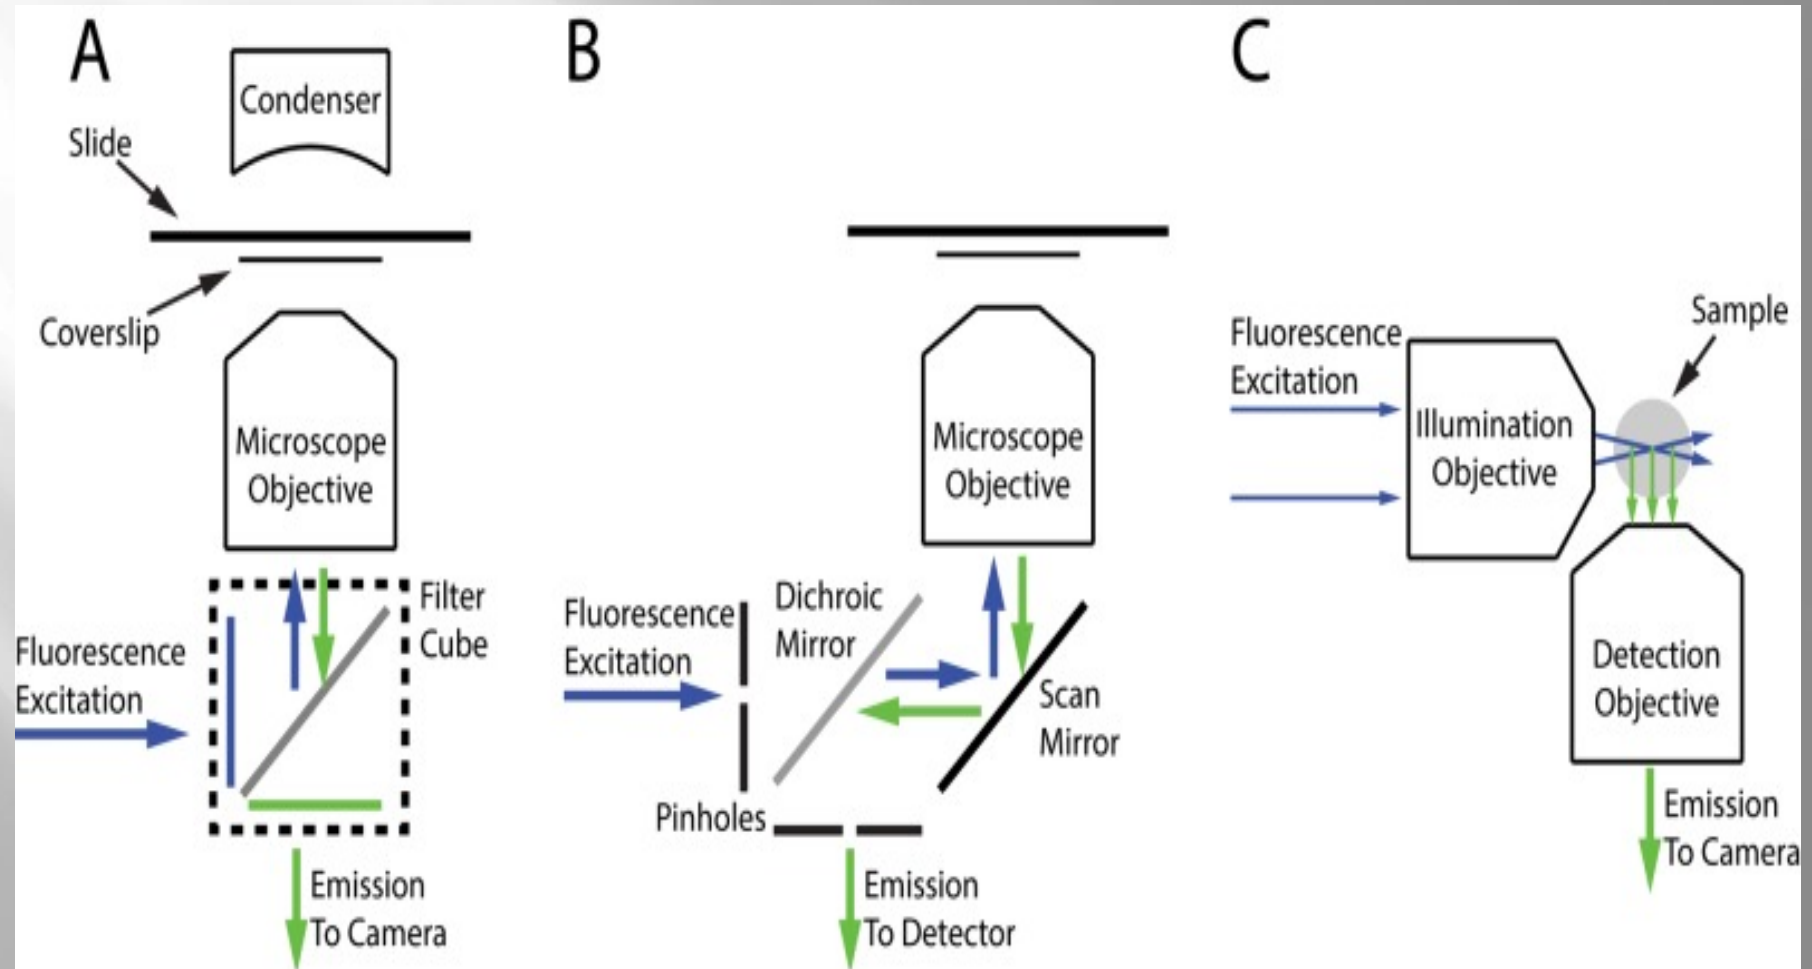 A
Condenser
Slide
Coverslip
Microscope
Objective
Filter
Cube
Fluorescence
Excitation
Emission
To Camera
B
Microscope
Objective
Fluorescence
Excitation
Dichroic
Mirror
Scan
Mirror
Pinholes
Emission
To Detector
C
Sample
Fluorescence
Excitation
Illumination
Objective
Detection
Objective
Emission
To Camera